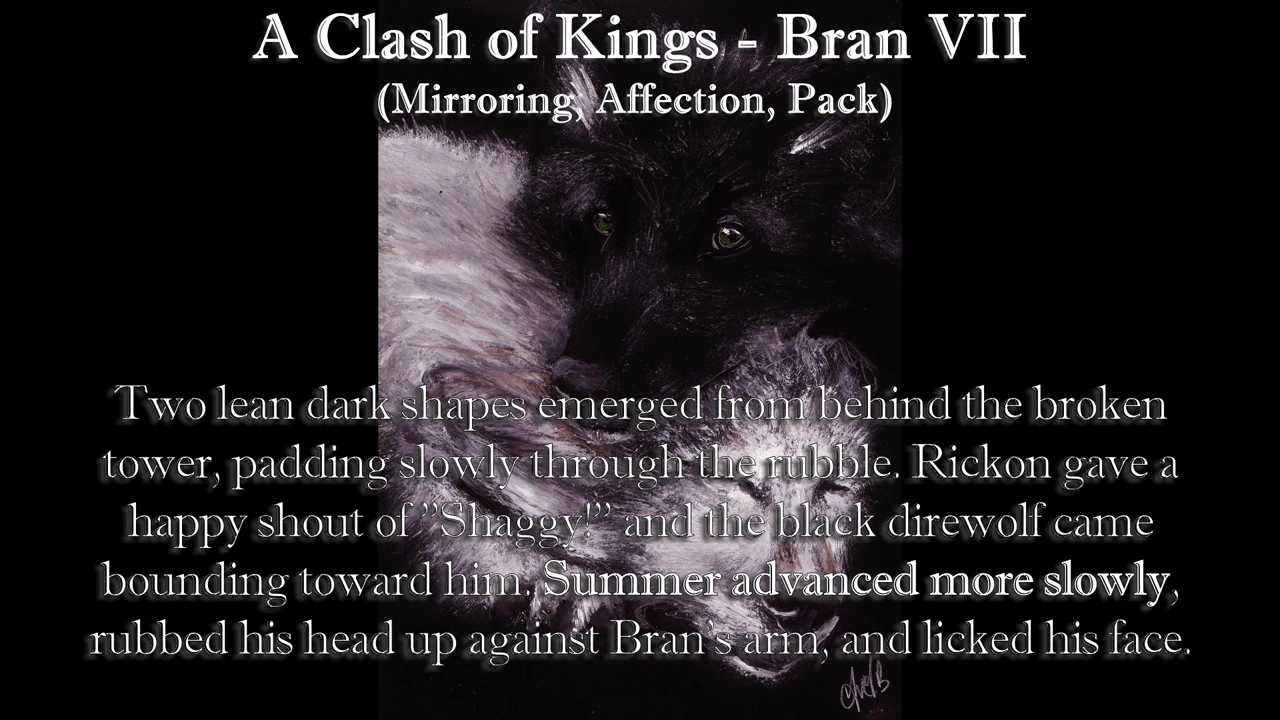 A Clash of Kings - Bran VII
(Mirroring, Affection, Pack)
Two lean dark shapes emerged from behind the broken
tower, padding slowly through the rubble. Rickon gave a
happy shout of "Shaggy!" and the black direwolf came
bounding toward him. Summer advanced more slowly,
rubbed his head up against Bran's arm, and licked his face.